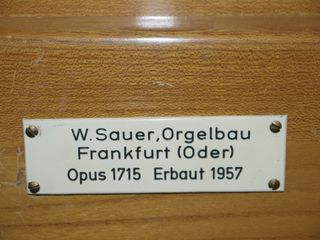 W.Sauer,Orgelbau
Frankfurt (Oder)
Opus 1715 Erbaut 1957